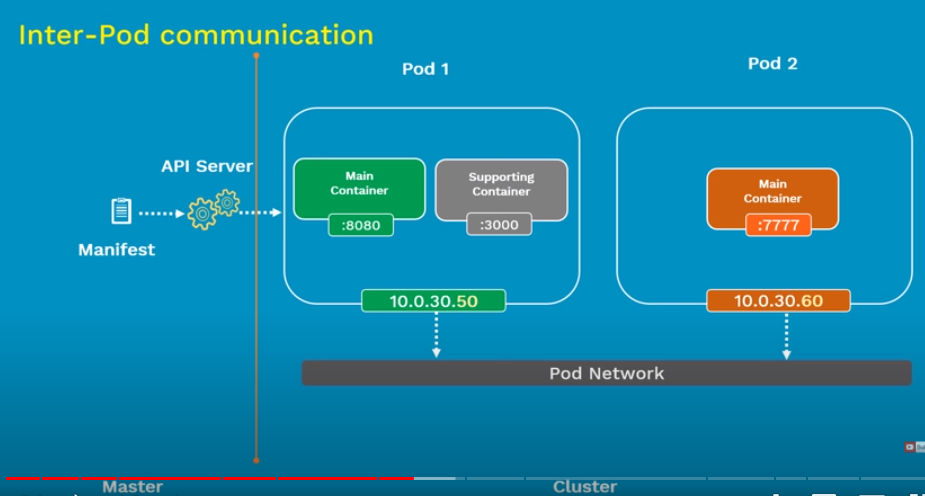 Inter-Pod communication
Pod 1
Pod 2
API Server
Manifest
Main
Container
:8080
Supporting
Container
:3000
Main
Container
:7777
10.0.30.50
10.0.30.60
Pod Network
Master
Cluster